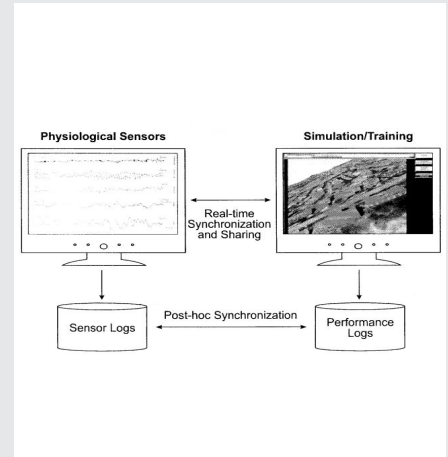 Physiological Sensors
Simulation/Training
Real-time
Synchronization
and Sharing
Sensor Logs
Post-hoc Synchronization
Performance
Logs